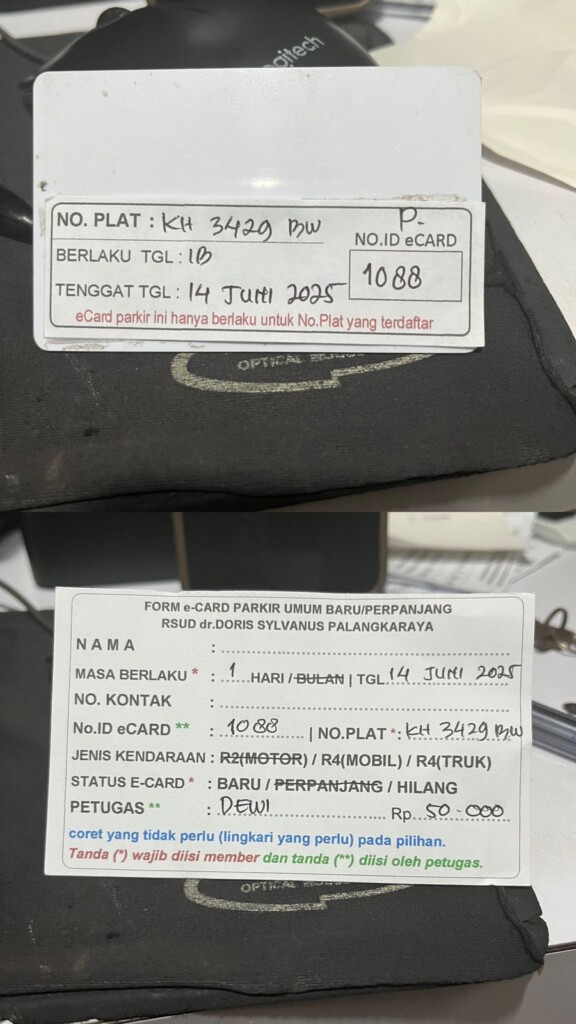 ogitech
NO. PLAT : KH 3429 BW
P-
NO.ID eCARD
BERLAKU TGL : 1B
1088
TENGGAT TGL : 14 JUNI 2025
eCard parkir ini hanya berlaku untuk No.Plat yang terdaftar
OPTICAL
FORM e-CARD PARKIR UMUM BARU/PERPANJANG
RSUD dr.DORIS SYLVANUS PALANGKARAYA
NAMA :
MASA BERLAKU * : 1 HARI / BULAN | TGL 14 JUNI 2025
NO. KONTAK :
No.ID eCARD ** : 1088 | NO.PLAT *: KH 3429 BW
JENIS KENDARAAN : R2(MOTOR) / R4(MOBIL) / R4(TRUK)
STATUS E-CARD * : BARU / PERPANJANG / HILANG
PETUGAS ** : DEWI Rp 50-000
coret yang tidak perlu (lingkari yang perlu) pada pilihan.
Tanda (*) wajib diisi member dan tanda (**) diisi oleh petugas.
OPTICAL